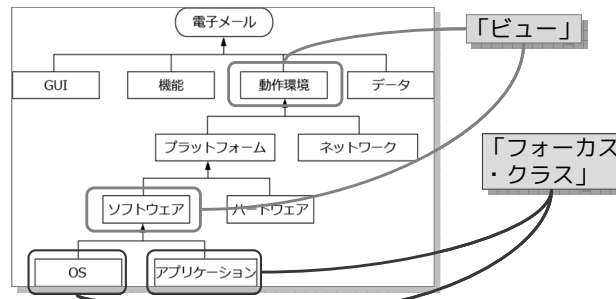 電子メール
「ビュー」
GUI
機能
動作環境
データ
プラットフォーム
ネットワーク
「フォーカス
・クラス」
ソフトウェア
ハードウェア
OS
アプリケーション